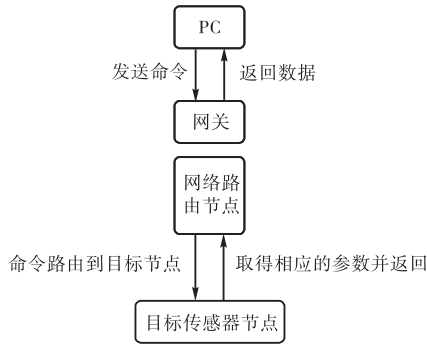 PC
发送命令
返回数据
网关
网络路
由节点
命令路由到目标节点
取得相应的参数并返回
目标传感器节点